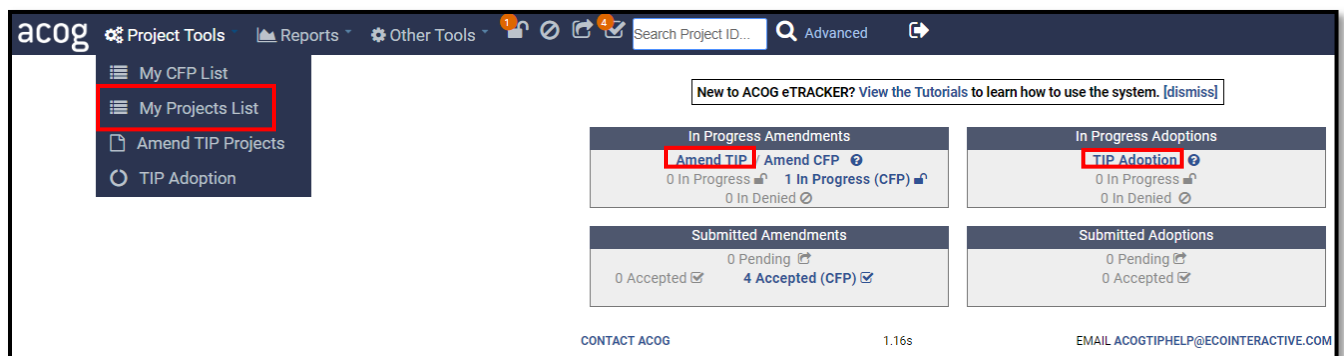 acog Project Tools Reports Other Tools 1 4 Search Project ID... Advanced
My CFP List
My Projects List
Amend TIP Projects
TIP Adoption
New to ACOG eTRACKER? View the Tutorials to learn how to use the system. [dismiss]
In Progress Amendments
Amend TIP / Amend CFP ?
0 In Progress 1 In Progress (CFP)
0 In Denied
In Progress Adoptions
TIP Adoption ?
0 In Progress
0 In Denied
Submitted Amendments
0 Pending
0 Accepted 4 Accepted (CFP)
Submitted Adoptions
0 Pending
0 Accepted
CONTACT ACOG 1.16s EMAIL ACOGTIPHELP@ECOINTERACTIVE.COM